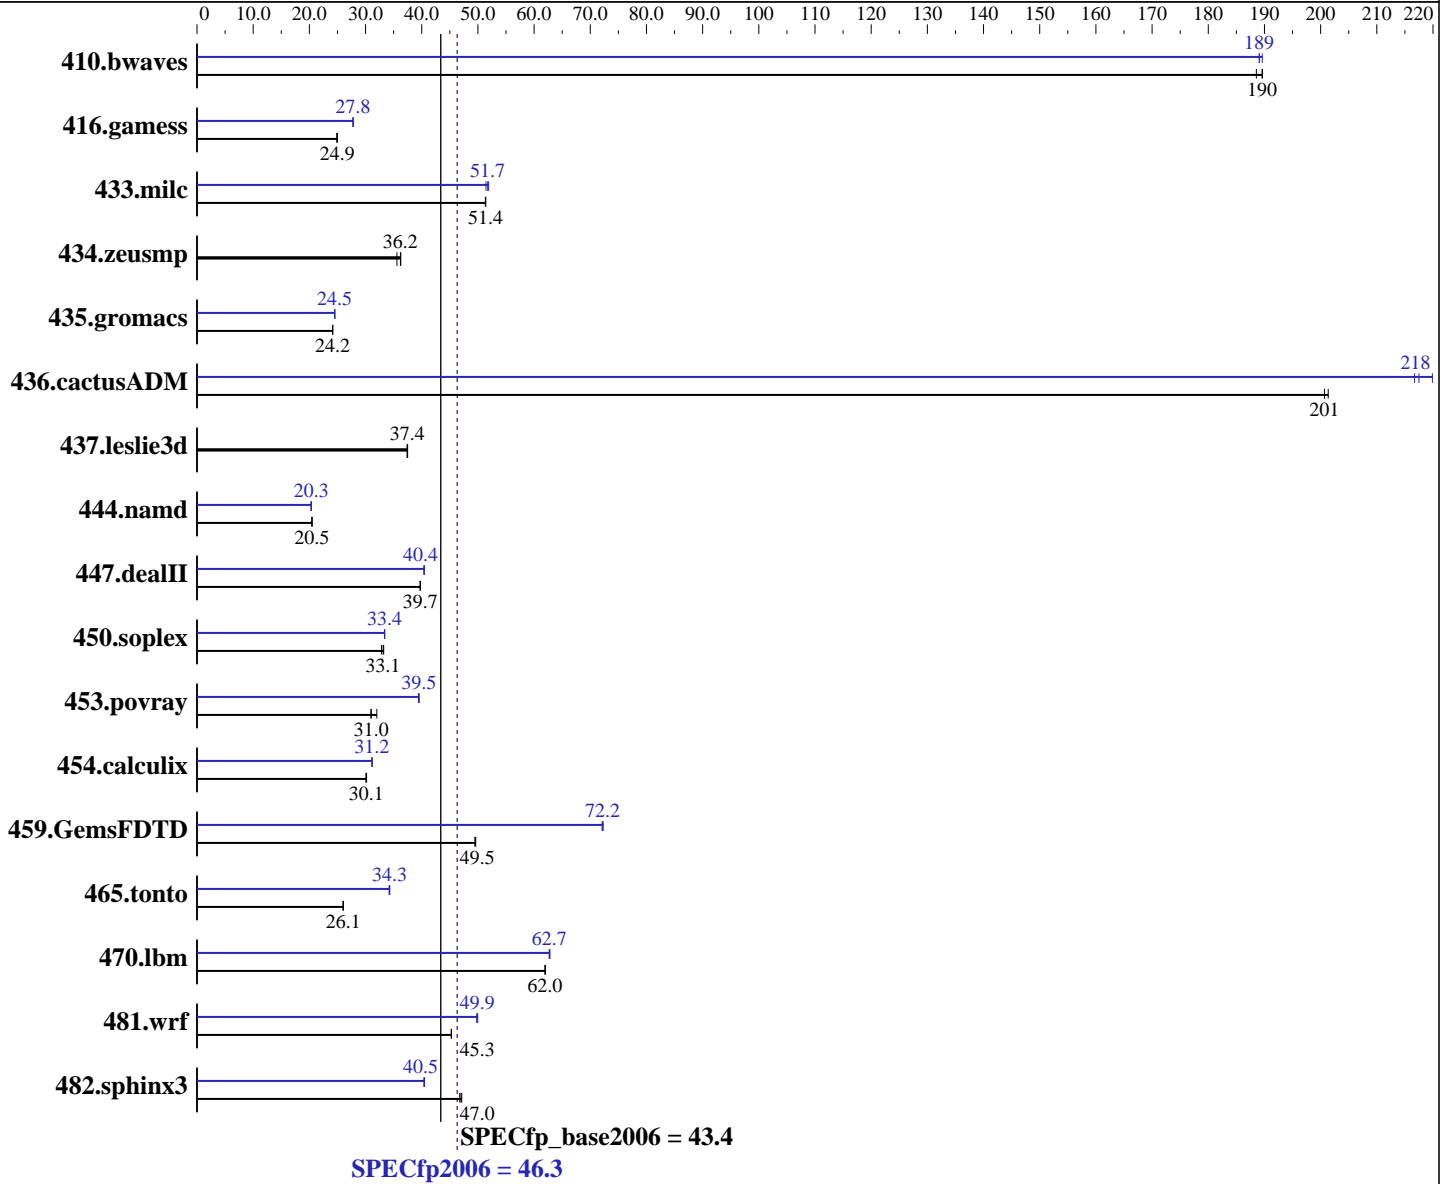 0 10.0 20.0 30.0 40.0 50.0 60.0 70.0 80.0 90.0 100 110 120 130 140 150 160 170 180 190 200 210 220
189
410.bwaves
190
27.8
416.gamess
24.9
51.7
433.milc
51.4
36.2
434.zeusmp
24.5
435.gromacs
24.2
218
436.cactusADM
201
37.4
437.leslie3d
20.3
444.namd
20.5
40.4
447.dealII
39.7
33.4
450.soplex
33.1
39.5
453.povray
31.0
31.2
454.calculix
30.1
72.2
459.GemsFDTD
49.5
34.3
465.tonto
26.1
62.7
470.lbm
62.0
49.9
481.wrf
45.3
40.5
482.sphinx3
47.0
SPECfp_base2006 = 43.4
SPECfp2006 = 46.3